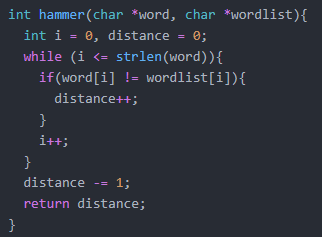 int hammer(char *word, char *wordlist){
  int i = 0, distance = 0;
  while (i <= strlen(word)){
    if(word[i] != wordlist[i]){
      distance++;
    }
    i++;
  }
  distance -= 1;
  return distance;
}